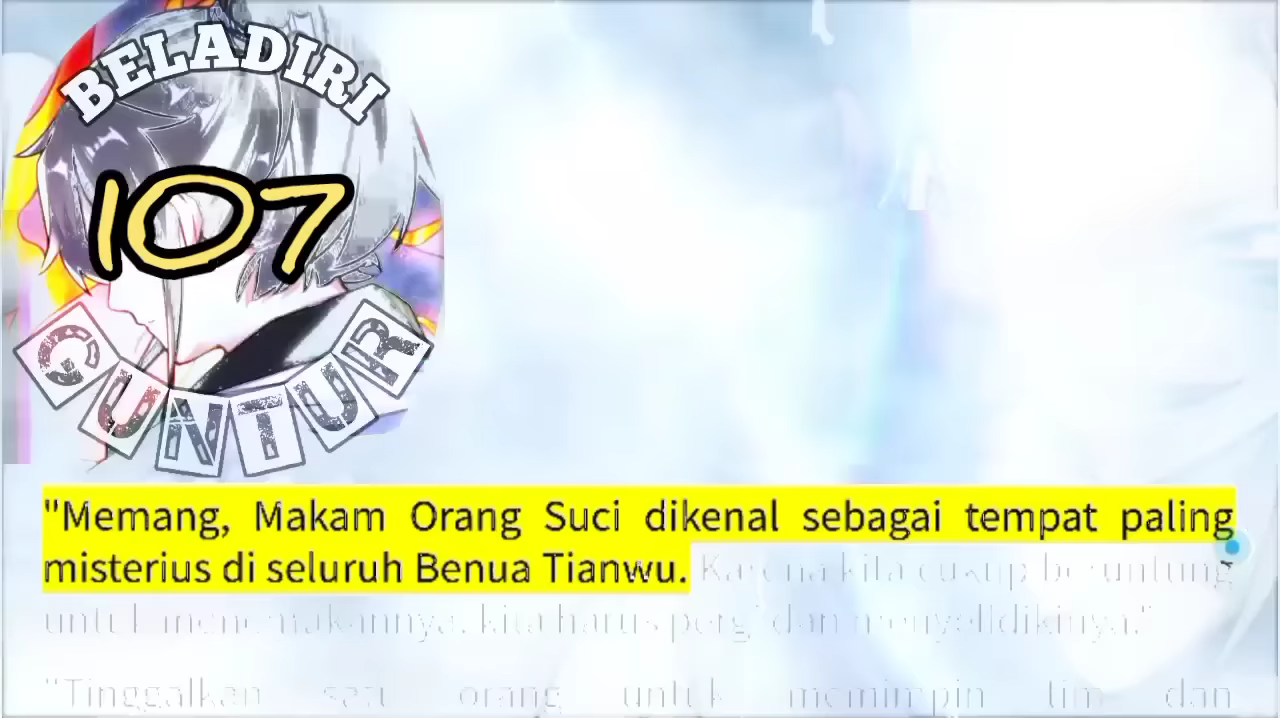 BELADIRI
107
GUNTUR
"Memang, Makam Orang Suci dikenal sebagai tempat paling
misterius di seluruh Benua Tianwu. Karena kita cukup beruntung
untuk menemukannya, kita harus pergi dan menyelidikinya."
"Tinggalkan satu orang untuk memimpin tim dan